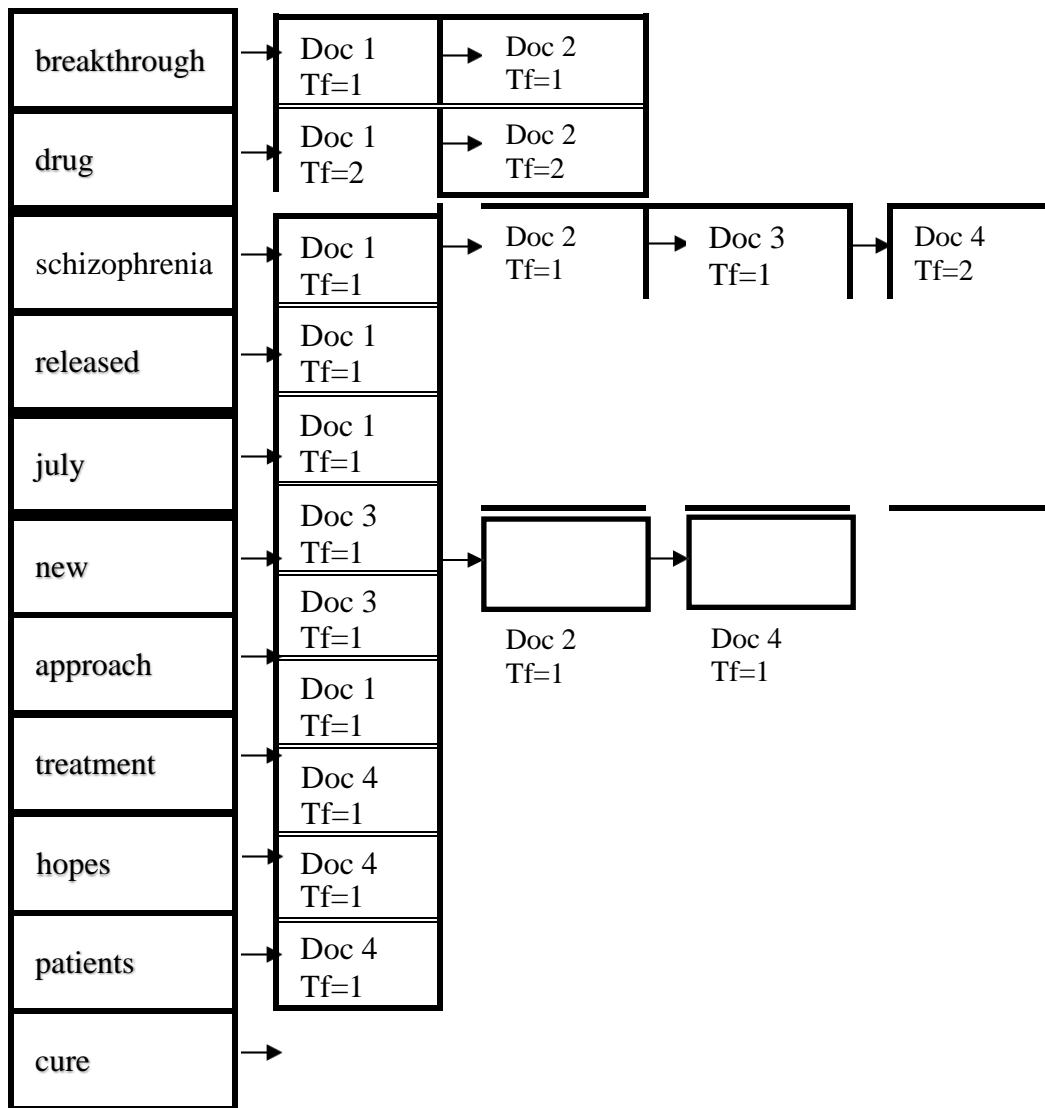 breakthrough
Doc 1
Tf=1
Doc 2
Tf=1
drug
Doc 1
Tf=2
Doc 2
Tf=2
schizophrenia
Doc 1
Tf=1
Doc 2
Tf=1
Doc 3
Tf=1
Doc 4
Tf=2
released
Doc 1
Tf=1
july
Doc 1
Tf=1
new
Doc 3
Tf=1
approach
Doc 3
Tf=1
Doc 2
Tf=1
Doc 4
Tf=1
treatment
Doc 1
Tf=1
hopes
Doc 4
Tf=1
patients
Doc 4
Tf=1
Doc 4
Tf=1
cure